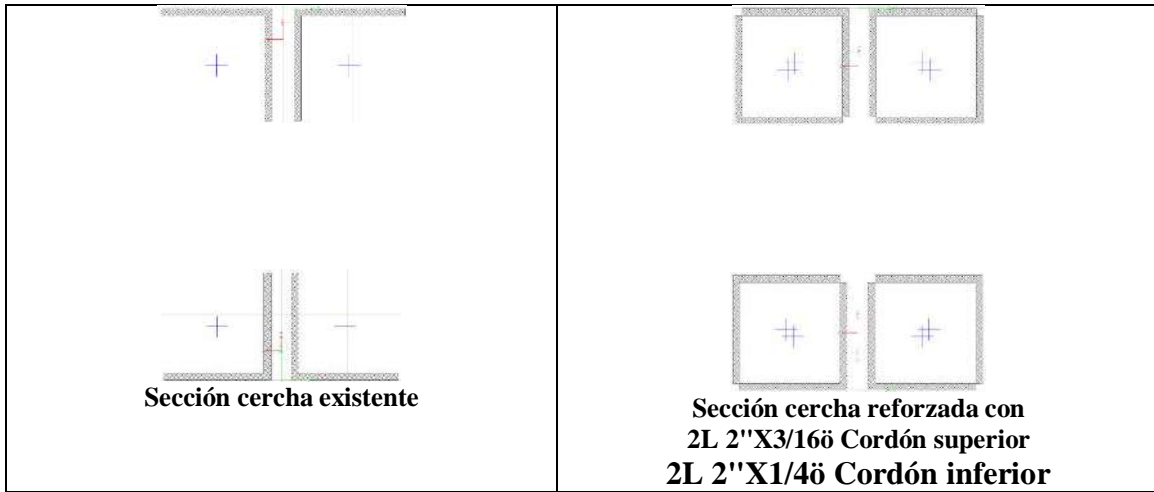 Sección cercha existente
Sección cercha reforzada con
2L 2"X3/16ö Cordón superior
2L 2"X1/4ö Cordón inferior